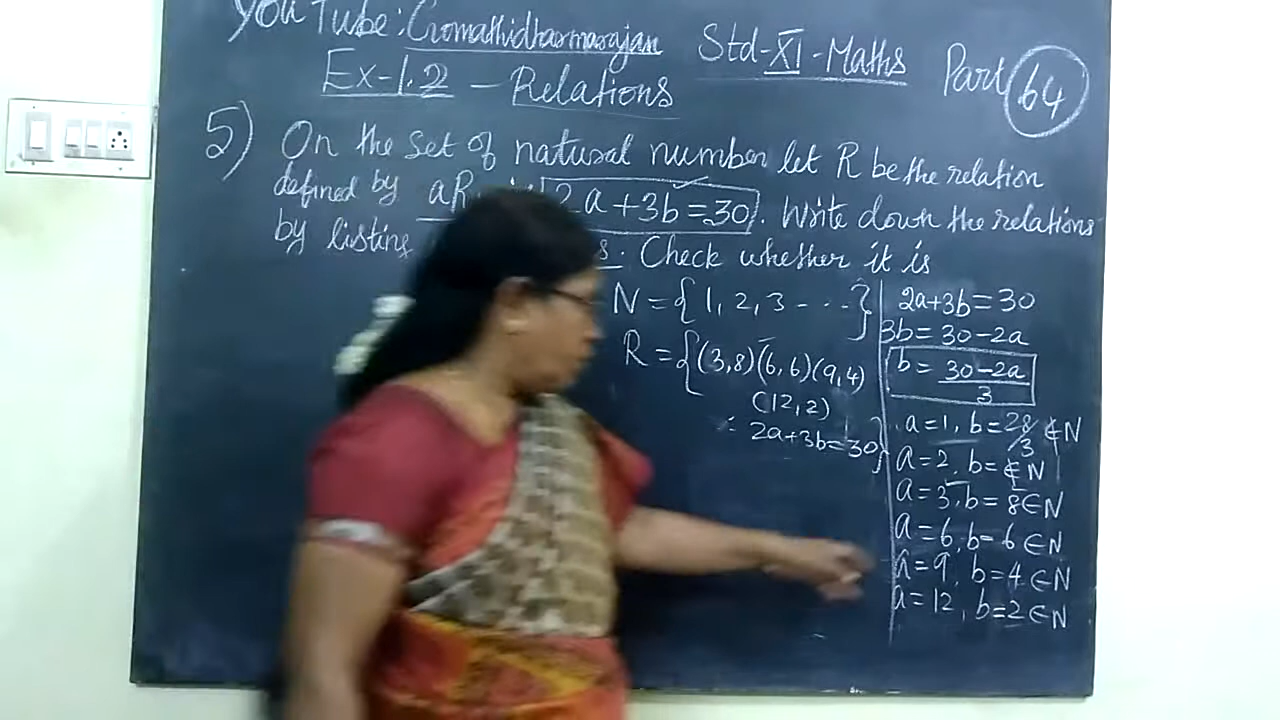 YouTube: Gomathidharmarajan Std-XI-Maths Part 64
Ex-1.2 - Relations
5) On the set of natural number let R be the relation
defined by aR 2a+3b=30. Write down the relations
by listing s. Check whether it is
N = {1, 2, 3 - - - -}
R = {(3,8)(6,6)(9,4)
(12,2)
: 2a+3b=30}
2a+3b=30
3b=30-2a
b = 30-2a
3
a=1, b=28/3 ∉N
a=2, b= ∉N
a=3, b=8∈N
a=6, b=6∈N
a=9, b=4∈N
a=12, b=2∈N